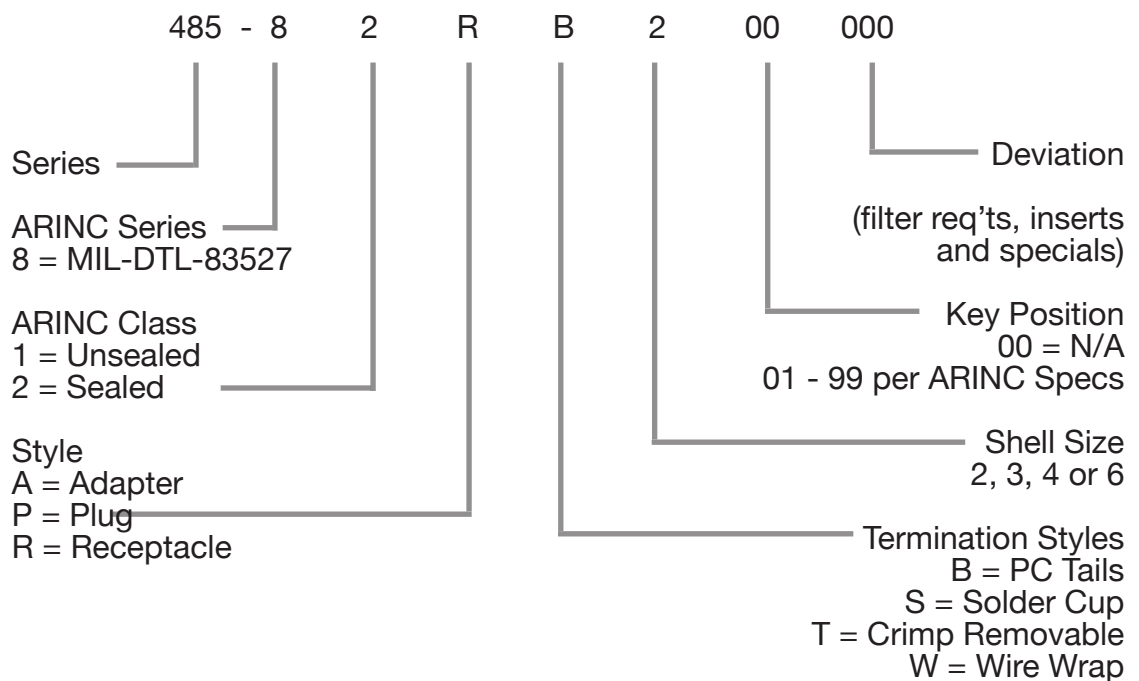 485 - 8 2 R B 2 00 000
Series
ARINC Series
8 = MIL-DTL-83527
ARINC Class
1 = Unsealed
2 = Sealed
Style
A = Adapter
P = Plug
R = Receptacle
Deviation
(filter req’ts, inserts
and specials)
Key Position
00 = N/A
01 - 99 per ARINC Specs
Shell Size
2, 3, 4 or 6
Termination Styles
B = PC Tails
S = Solder Cup
T = Crimp Removable
W = Wire Wrap